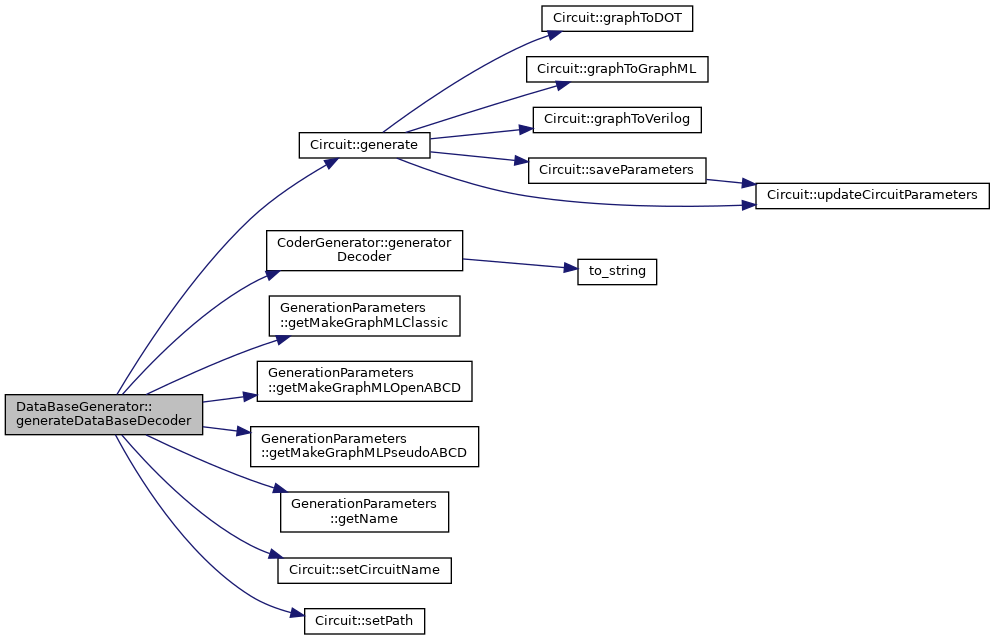 Circuit::graphToDOT
Circuit::graphToGraphML
Circuit::graphToVerilog
Circuit::generate
Circuit::saveParameters
Circuit::updateCircuitParameters
CoderGenerator::generator
Decoder
to_string
GenerationParameters
::getMakeGraphMLClassic
GenerationParameters
::getMakeGraphMLOpenABCD
DataBaseGenerator::
generateDataBaseDecoder
GenerationParameters
::getMakeGraphMLPseudoABCD
GenerationParameters
::getName
Circuit::setCircuitName
Circuit::setPath